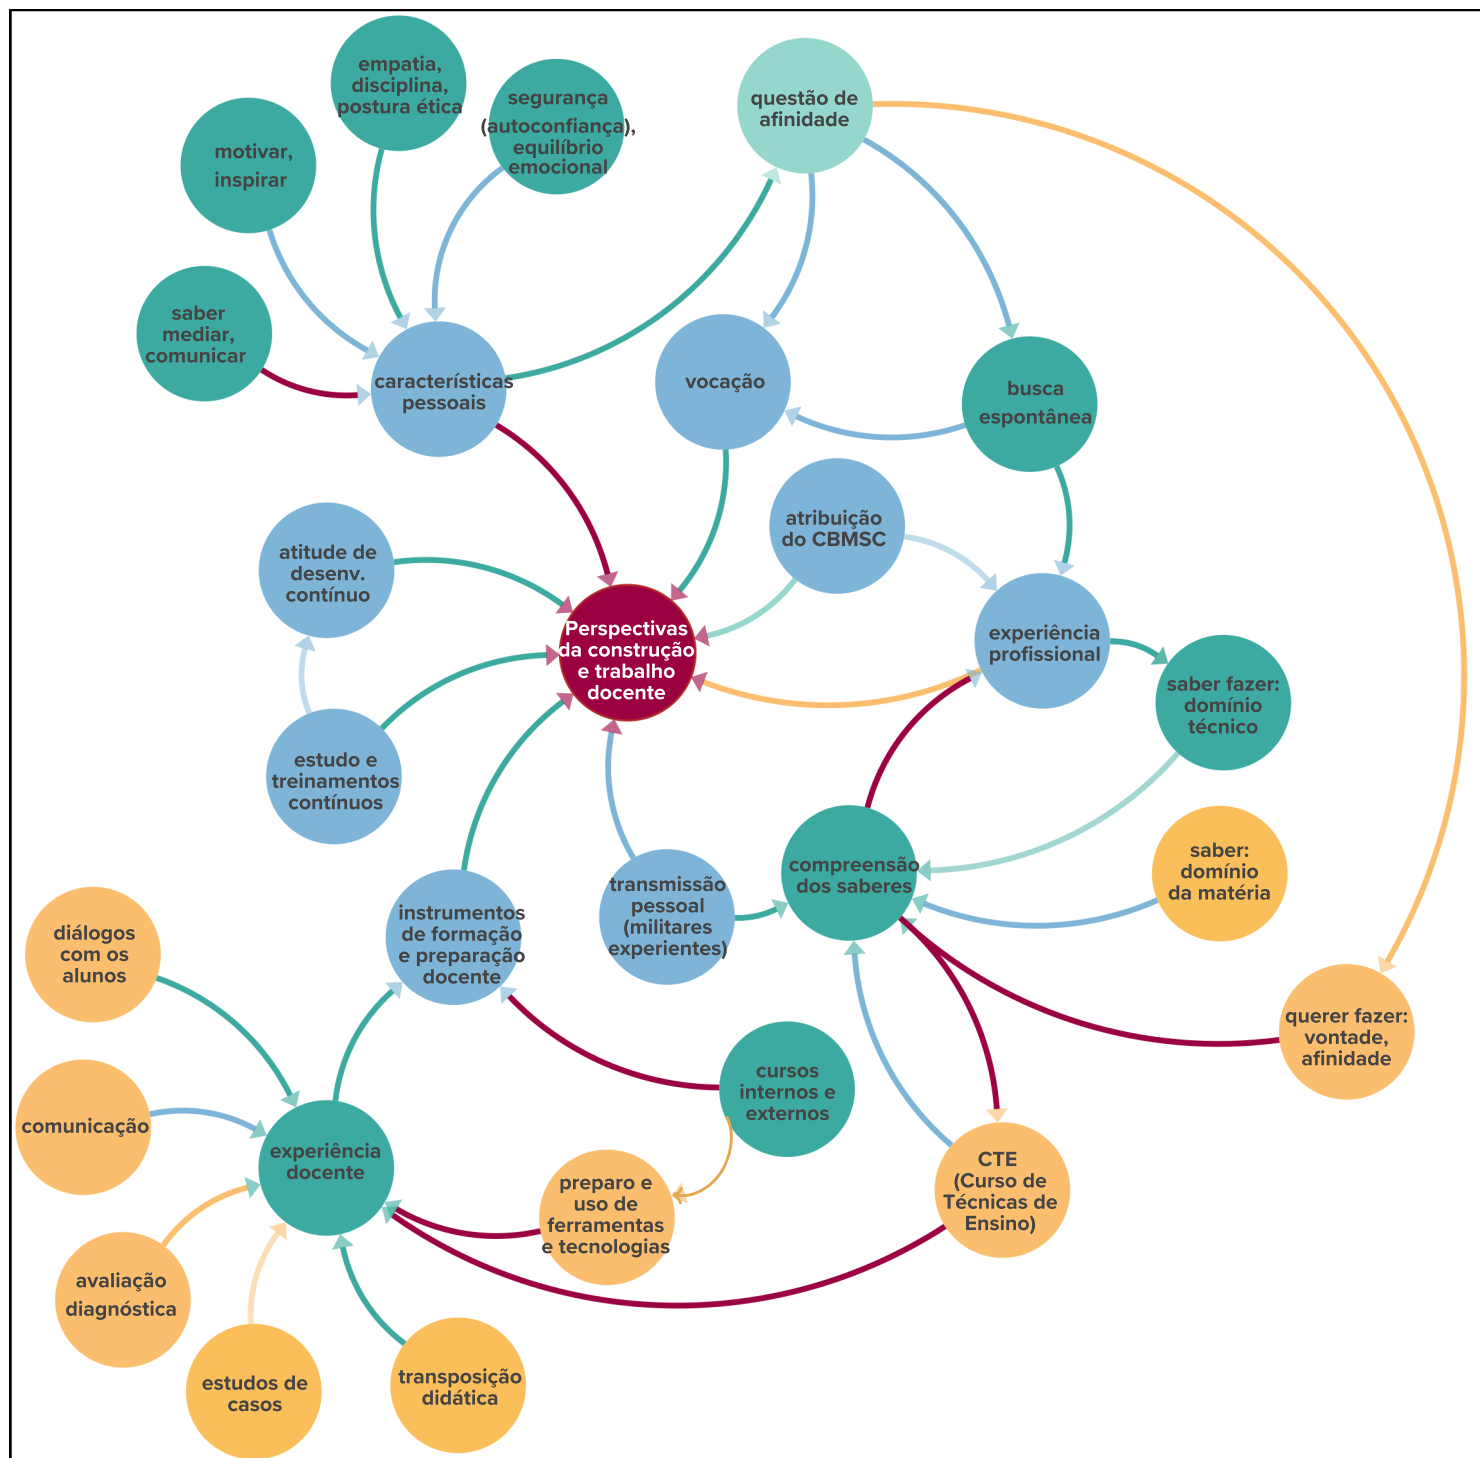 empatia,
disciplina,
postura ética
segurança
(autoconfiança),
equilíbrio
emocional
questão de
afinidade
motivar,
inspirar
saber
mediar,
comunicar
características
pessoais
vocação
busca
espontânea
atribuição
do CBMSC
atitude de
desenv.
contínuo
Perspectivas
da construção
e trabalho
docente
experiência
profissional
saber fazer:
domínio
técnico
estudo e
treinamentos
contínuos
compreensão
dos saberes
saber:
domínio
da matéria
transmissão
pessoal
(militares
experientes)
instrumentos
de formação
e preparação
docente
diálogos
com os
alunos
querer fazer:
vontade,
afinidade
cursos
internos e
externos
comunicação
experiência
docente
preparo e
uso de
ferramentas
e tecnologias
CTE
(Curso de
Técnicas de
Ensino)
avaliação
diagnóstica
estudos de
casos
transposição
didática